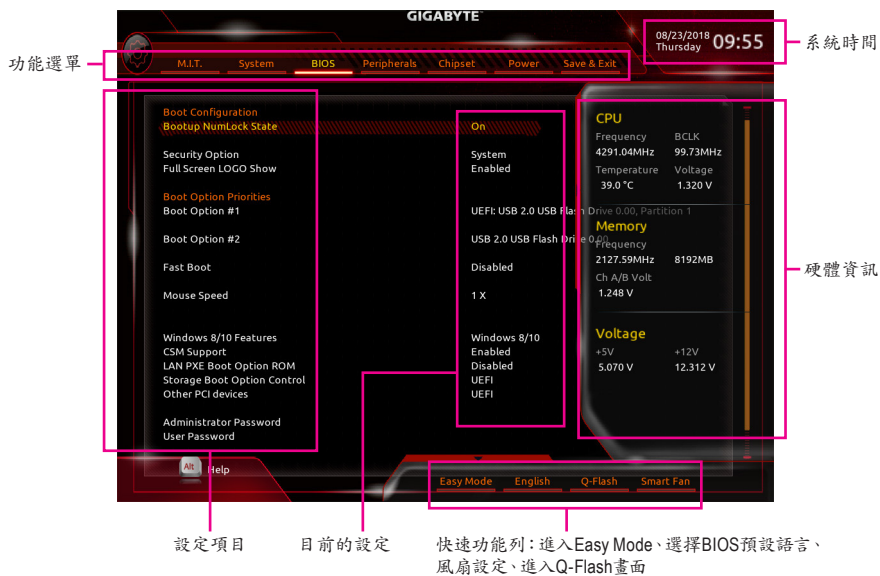 GIGABYTE™
08/23/2018
Thursday
09:55
系統時間
功能選單
M.I.T. System BIOS Peripherals Chipset Power Save & Exit
Boot Configuration
Bootup NumLock State On
Security Option System
Full Screen LOGO Show Enabled
Boot Option Priorities
Boot Option #1 UEFI: USB 2.0 USB Flash Drive 0.00, Partition 1
Boot Option #2 USB 2.0 USB Flash Drive 0.00
Fast Boot Disabled
Mouse Speed 1 X
Windows 8/10 Features Windows 8/10
CSM Support Enabled
LAN PXE Boot Option ROM Disabled
Storage Boot Option Control UEFI
Other PCI devices UEFI
Administrator Password
User Password
CPU
Frequency BCLK
4291.04MHz 99.73MHz
Temperature Voltage
39.0 °C 1.320 V
Memory
Frequency
2127.59MHz 8192MB
Ch A/B Volt
1.248 V
Voltage
+5V +12V
5.070 V 12.312 V
硬體資訊
Alt Help
Easy Mode English Q-Flash Smart Fan
設定項目
目前的設定
快速功能列：進入Easy Mode、選擇BIOS預設語言、
風扇設定、進入Q-Flash畫面